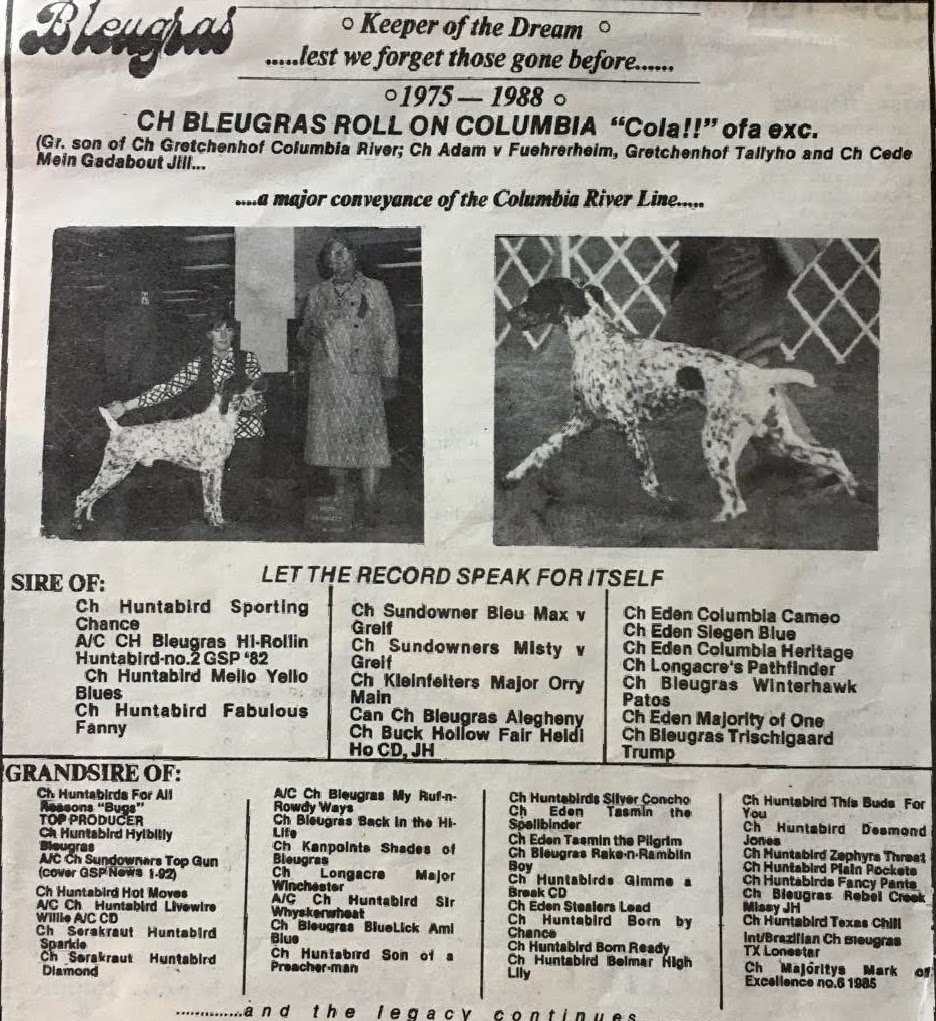 Bleugras
Keeper of the Dream
.....lest we forget those gone before......
1975 — 1988
CH BLEUGRAS ROLL ON COLUMBIA "Cola!!" ofa exc.
(Gr. son of Ch Gretchenhof Columbia River; Ch Adam v Fuehrerheim, Gretchenhof Tallyho and Ch Cede
Mein Gadabout Jill...
....a major conveyance of the Columbia River Line.....
LET THE RECORD SPEAK FOR ITSELF
SIRE OF:
Ch Huntabird Sporting
Chance
A/C CH Bleugras Hi-Rollin
Huntabird-no.2 GSP '82
Ch Huntabird Mello Yello
Blues
Ch Huntabird Fabulous
Fanny
Ch Sundowner Bleu Max v
Greif
Ch Sundowners Misty v
Greif
Ch Kleinfelters Major Orry
Main
Can Ch Bleugras Alegheny
Ch Buck Hollow Fair Heidi
Ho CD, JH
Ch Eden Columbia Cameo
Ch Eden Siegen Blue
Ch Eden Columbia Heritage
Ch Longacre's Pathfinder
Ch Bleugras Winterhawk
Patos
Ch Eden Majority of One
Ch Bleugras Trischlgaard
Trump
GRANDSIRE OF:
Ch Huntabirds For All
Reasons "Bugs"
TOP PRODUCER
Ch Huntabird Hylbilly
Bleugras
A/C Ch Sundowners Top Gun
(cover GSP News 1-92)
Ch Huntabird Hot Moves
A/C Ch Huntabird Livewire
Willie A/C CD
Ch Serakraut Huntabird
Sparkle
Ch Serakraut Huntabird
Diamond
A/C Ch Bleugras My Ruf-n-
Rowdy Ways
Ch Bleugras Back In the Hi-
Life
Ch Kanpoints Shades of
Bleugras
Ch Longacre Major
Winchester
A/C Ch Huntabird Sir
Whyskerwheat
Ch Bleugras BlueLick Ami
Blue
Ch Huntabird Son of a
Preacher-man
Ch Huntabirds Silver Concho
Ch Eden Tasmin the
Spellbinder
Ch Eden Tasmin the Pilgrim
Ch Bleugras Rake-n-Ramblin
Boy
Ch Huntabirds Gimme a
Break CD
Ch Eden Stealers Lead
Ch Huntabird Born by
Chance
Ch Huntabird Born Ready
Ch Huntabird Belmar High
Lily
Ch Huntabird This Buds For
You
Ch Huntabird Desmond
Jones
Ch Huntabird Zephyrs Threat
Ch Huntabird Plain Pockets
Ch Huntabirds Fancy Pants
Ch Bleugras Rebel Creek
Missy JH
Ch Huntabird Texas Chill
Int/Brazilian Ch Bleugras
TX Lonestar
Ch Majoritys Mark of
Excellence no.6 1985
..............and the legacy continues